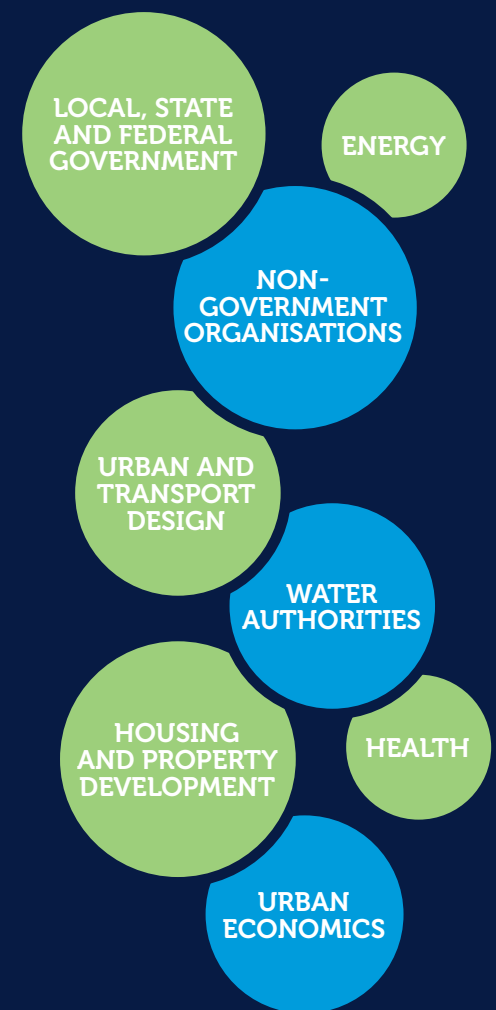 LOCAL, STATE
AND FEDERAL
GOVERNMENT
ENERGY
NON-
GOVERNMENT
ORGANISATIONS
URBAN AND
TRANSPORT
DESIGN
WATER
AUTHORITIES
HOUSING
AND PROPERTY
DEVELOPMENT
HEALTH
URBAN
ECONOMICS